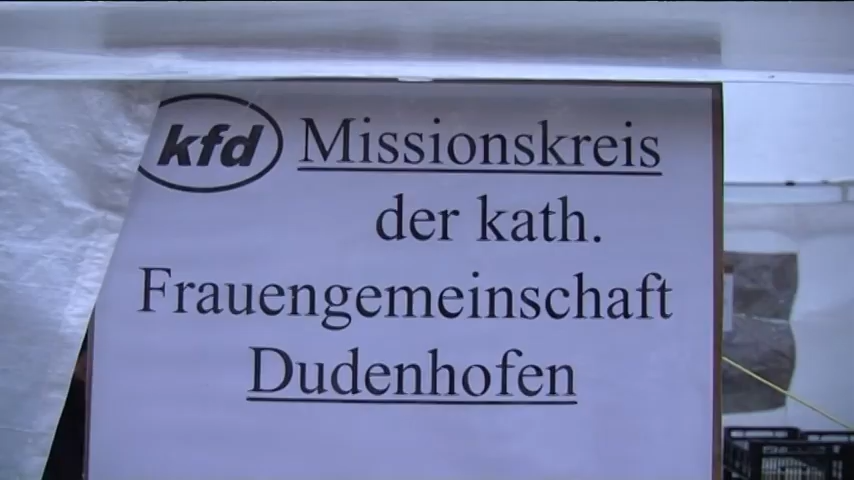 kfd Missionskreis
der kath.
Frauengemeinschaft
Dudenhofen